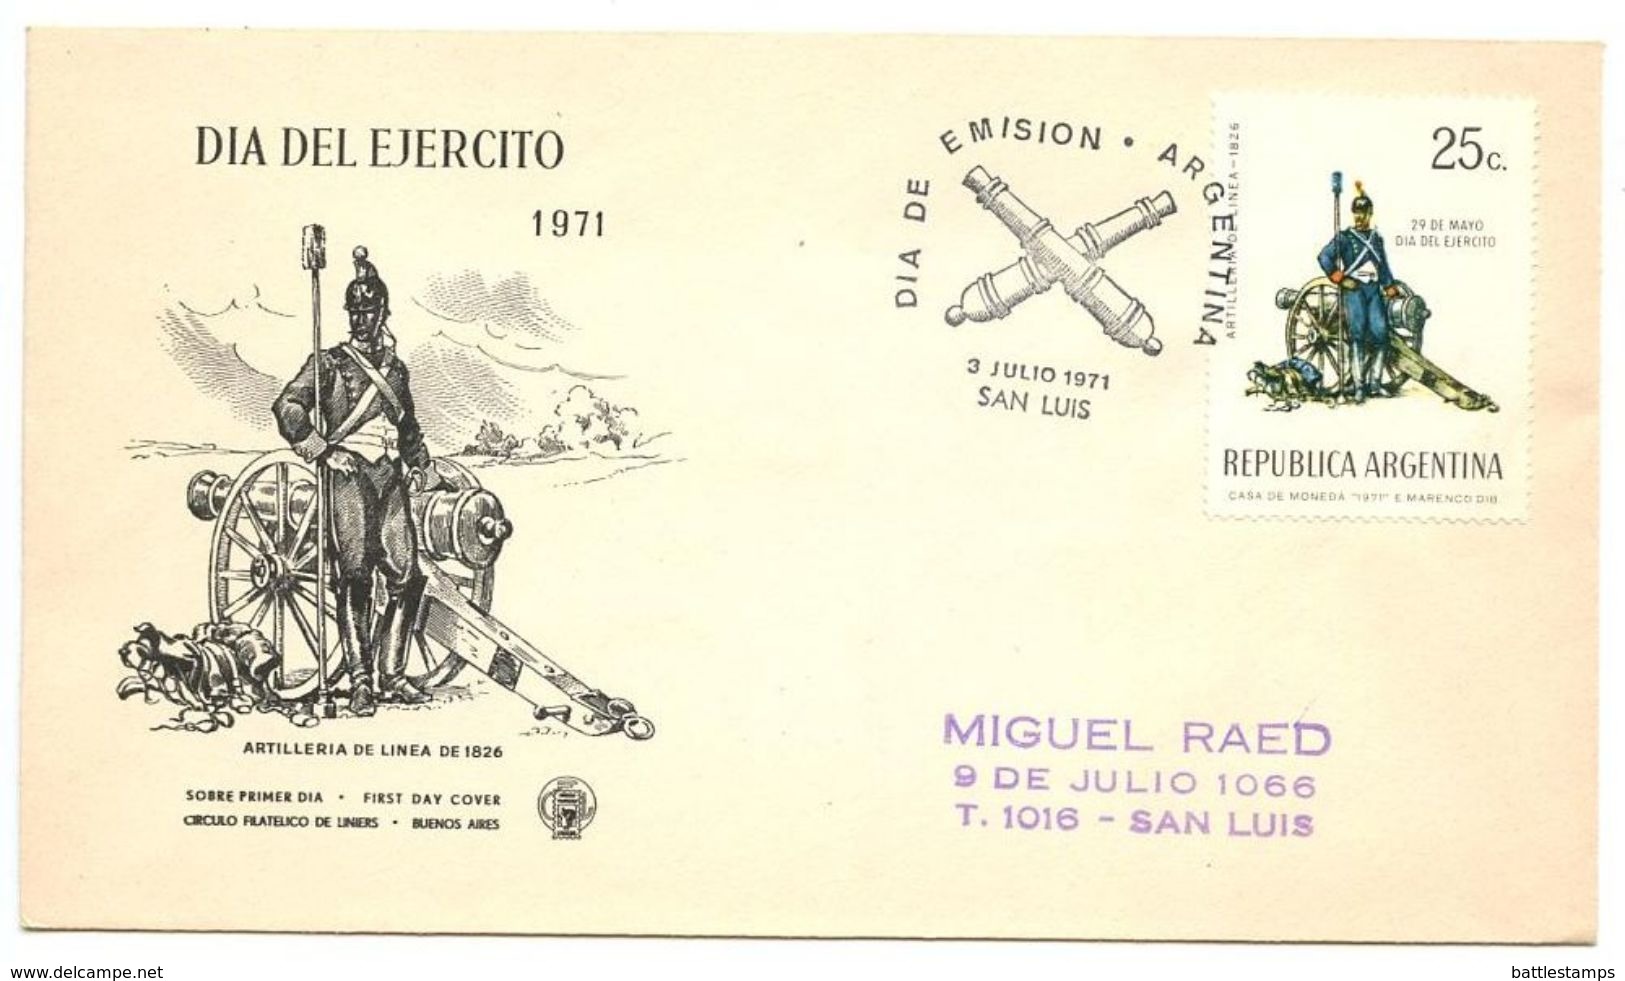 DIA DEL EJERCITO
1971
ARTILLERIA DE LINEA DE 1826
SOBRE PRIMER DIA • FIRST DAY COVER
CIRCULO FILATELICO DE LINIERS • BUENOS AIRES
DIA DE EMISION • ARGENTINA
3 JULIO 1971
SAN LUIS
ARTILLERIA DE LINEA-1826
25c.
29 DE MAYO
DIA DEL EJERCITO
REPUBLICA ARGENTINA
CASA DE MONEDA "1971" E MARENCO DIB
MIGUEL RAED
9 DE JULIO 1066
T. 1016 - SAN LUIS
www.delcampe.net
battlestamps